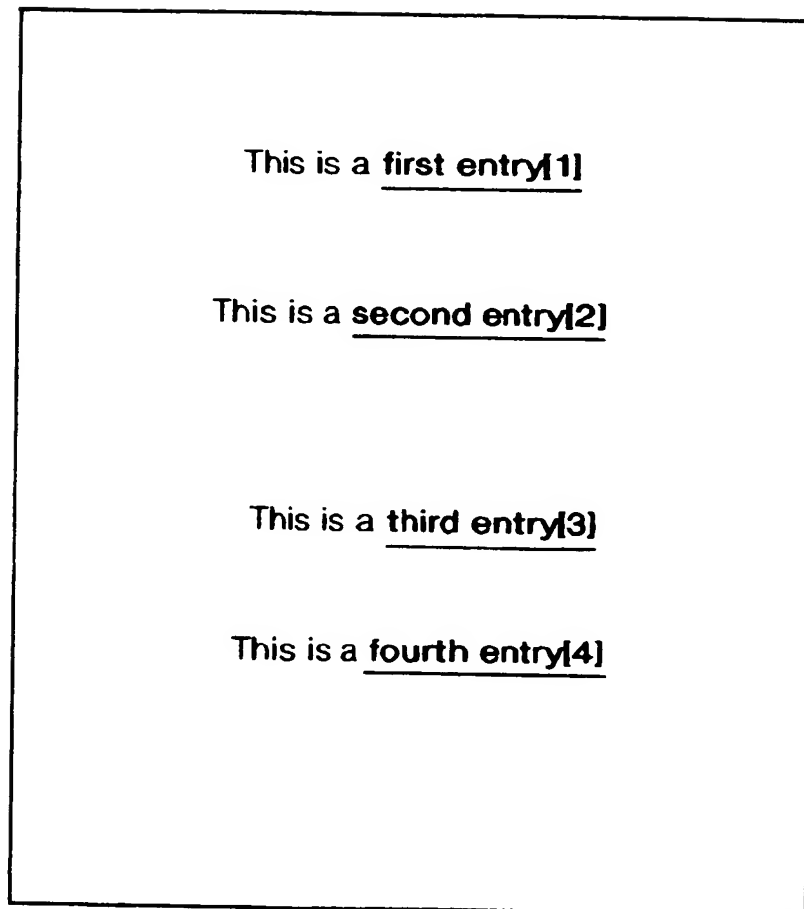 This is a first entry[1]
This is a second entry[2]
This is a third entry[3]
This is a fourth entry[4]